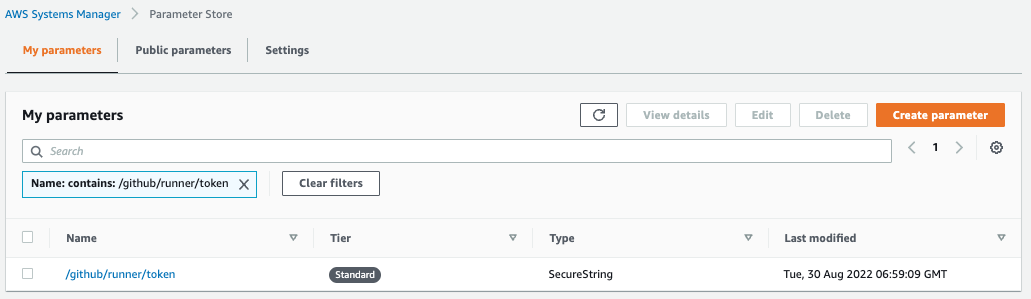 AWS Systems Manager > Parameter Store
My parameters Public parameters Settings
My parameters View details Edit Delete Create parameter
Search 1
Name: contains: /github/runner/token Clear filters
Name Tier Type Last modified
/github/runner/token Standard SecureString Tue, 30 Aug 2022 06:59:09 GMT